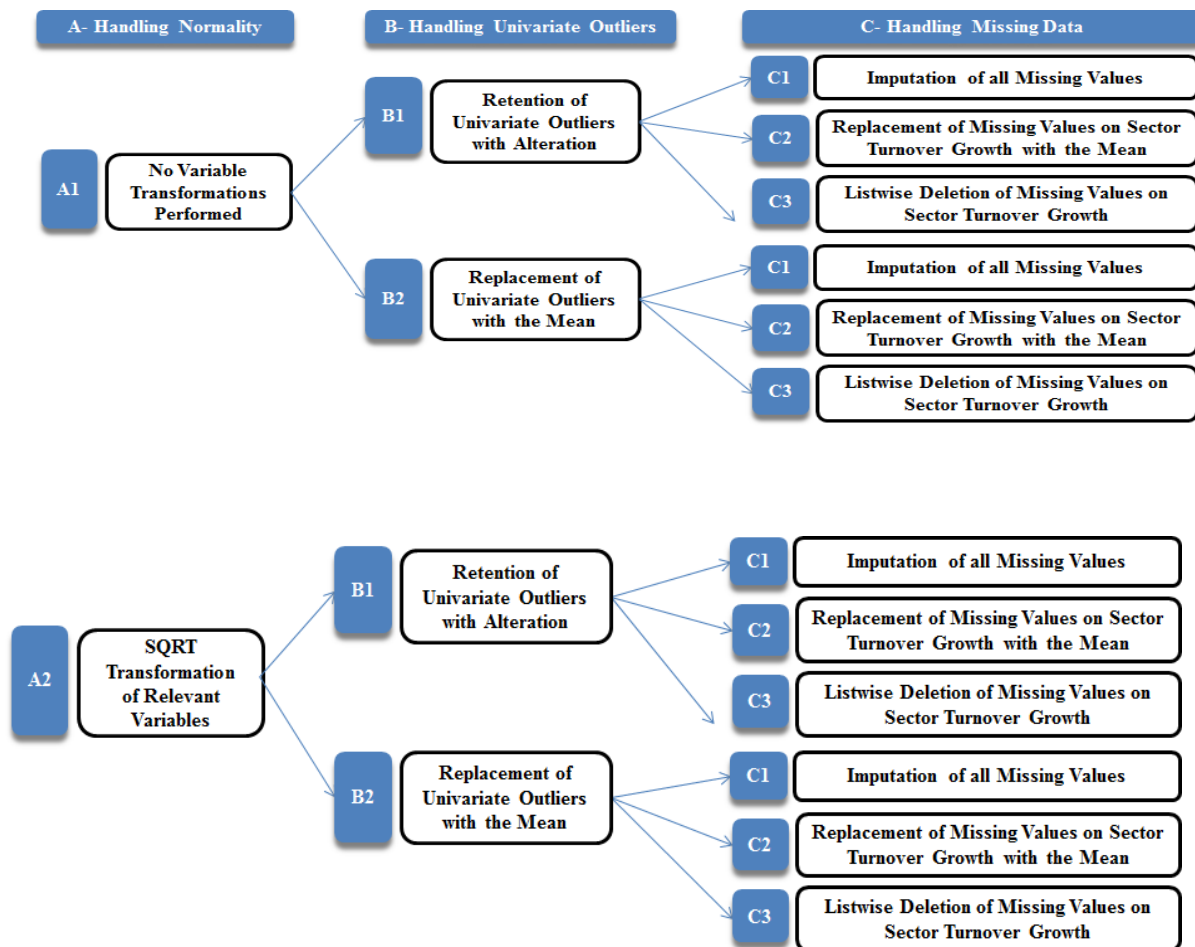 A- Handling Normality
B- Handling Univariate Outliers
C- Handling Missing Data
A1
No Variable
Transformations
Performed
B1
Retention of
Univariate Outliers
with Alteration
C1
Imputation of all Missing Values
C2
Replacement of Missing Values on Sector
Turnover Growth with the Mean
C3
Listwise Deletion of Missing Values on
Sector Turnover Growth
B2
Replacement of
Univariate Outliers
with the Mean
C1
Imputation of all Missing Values
C2
Replacement of Missing Values on Sector
Turnover Growth with the Mean
C3
Listwise Deletion of Missing Values on
Sector Turnover Growth
A2
SQRT
Transformation
of Relevant
Variables
B1
Retention of
Univariate Outliers
with Alteration
C1
Imputation of all Missing Values
C2
Replacement of Missing Values on Sector
Turnover Growth with the Mean
C3
Listwise Deletion of Missing Values on
Sector Turnover Growth
B2
Replacement of
Univariate Outliers
with the Mean
C1
Imputation of all Missing Values
C2
Replacement of Missing Values on Sector
Turnover Growth with the Mean
C3
Listwise Deletion of Missing Values on
Sector Turnover Growth